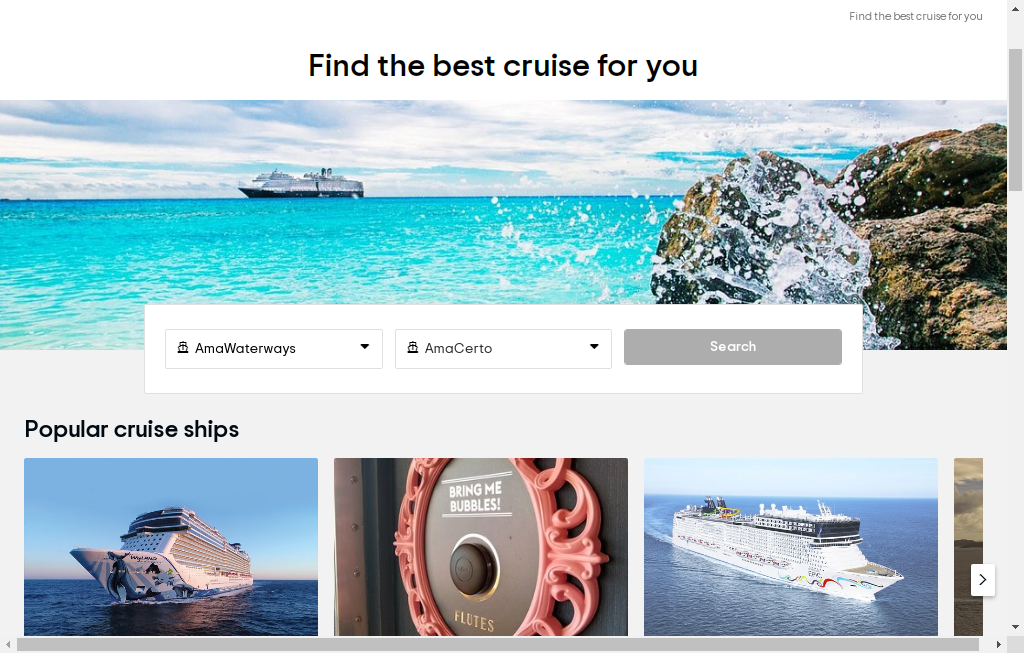 Find the best cruise for you
Find the best cruise for you
AmaWaterways
AmaCerto
Search
Popular cruise ships
BRING ME
BUBBLES!
FLUTES